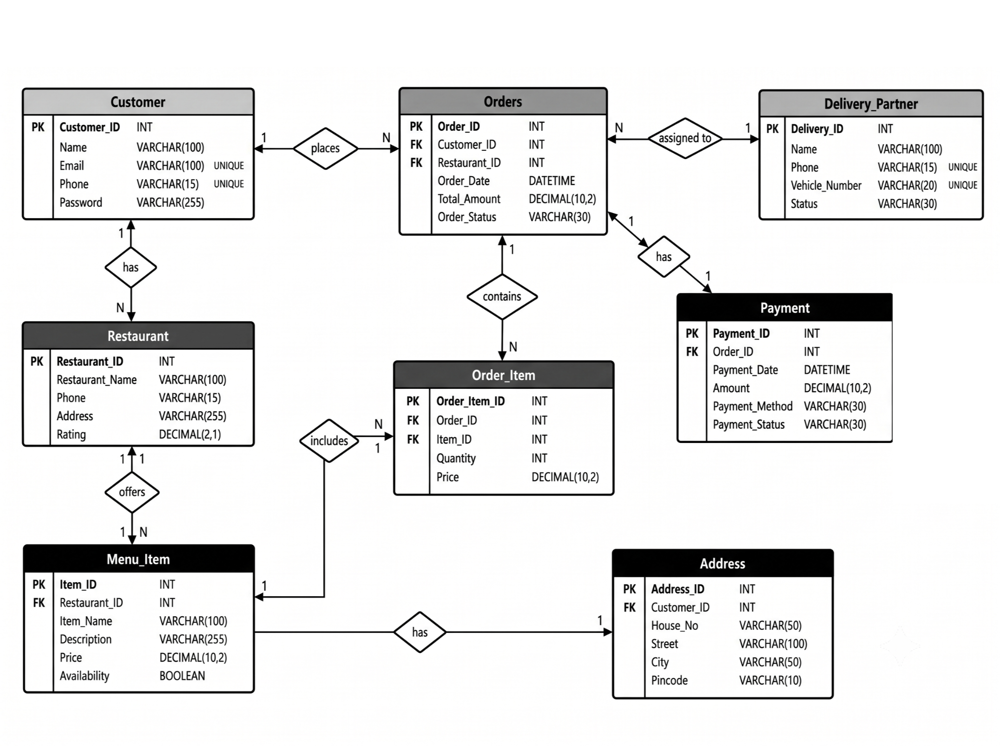 Customer
PK Customer_ID INT
Name VARCHAR(100)
Email VARCHAR(100) UNIQUE
Phone VARCHAR(15) UNIQUE
Password VARCHAR(255)
1
places
N
Orders
PK Order_ID INT
FK Customer_ID INT
FK Restaurant_ID INT
Order_Date DATETIME
Total_Amount DECIMAL(10,2)
Order_Status VARCHAR(30)
N
assigned to
1
Delivery_Partner
PK Delivery_ID INT
Name VARCHAR(100)
Phone VARCHAR(15) UNIQUE
Vehicle_Number VARCHAR(20) UNIQUE
Status VARCHAR(30)
1
has
N
1
contains
N
1
has
1
Restaurant
PK Restaurant_ID INT
Restaurant_Name VARCHAR(100)
Phone VARCHAR(15)
Address VARCHAR(255)
Rating DECIMAL(2,1)
Payment
PK Payment_ID INT
FK Order_ID INT
Payment_Date DATETIME
Amount DECIMAL(10,2)
Payment_Method VARCHAR(30)
Payment_Status VARCHAR(30)
Order_Item
PK Order_Item_ID INT
FK Order_ID INT
FK Item_ID INT
Quantity INT
Price DECIMAL(10,2)
includes
N
1
1
1 1
offers
1 N
Menu_Item
PK Item_ID INT
FK Restaurant_ID INT
Item_Name VARCHAR(100)
Description VARCHAR(255)
Price DECIMAL(10,2)
Availability BOOLEAN
has
1
Address
PK Address_ID INT
FK Customer_ID INT
House_No VARCHAR(50)
Street VARCHAR(100)
City VARCHAR(50)
Pincode VARCHAR(10)